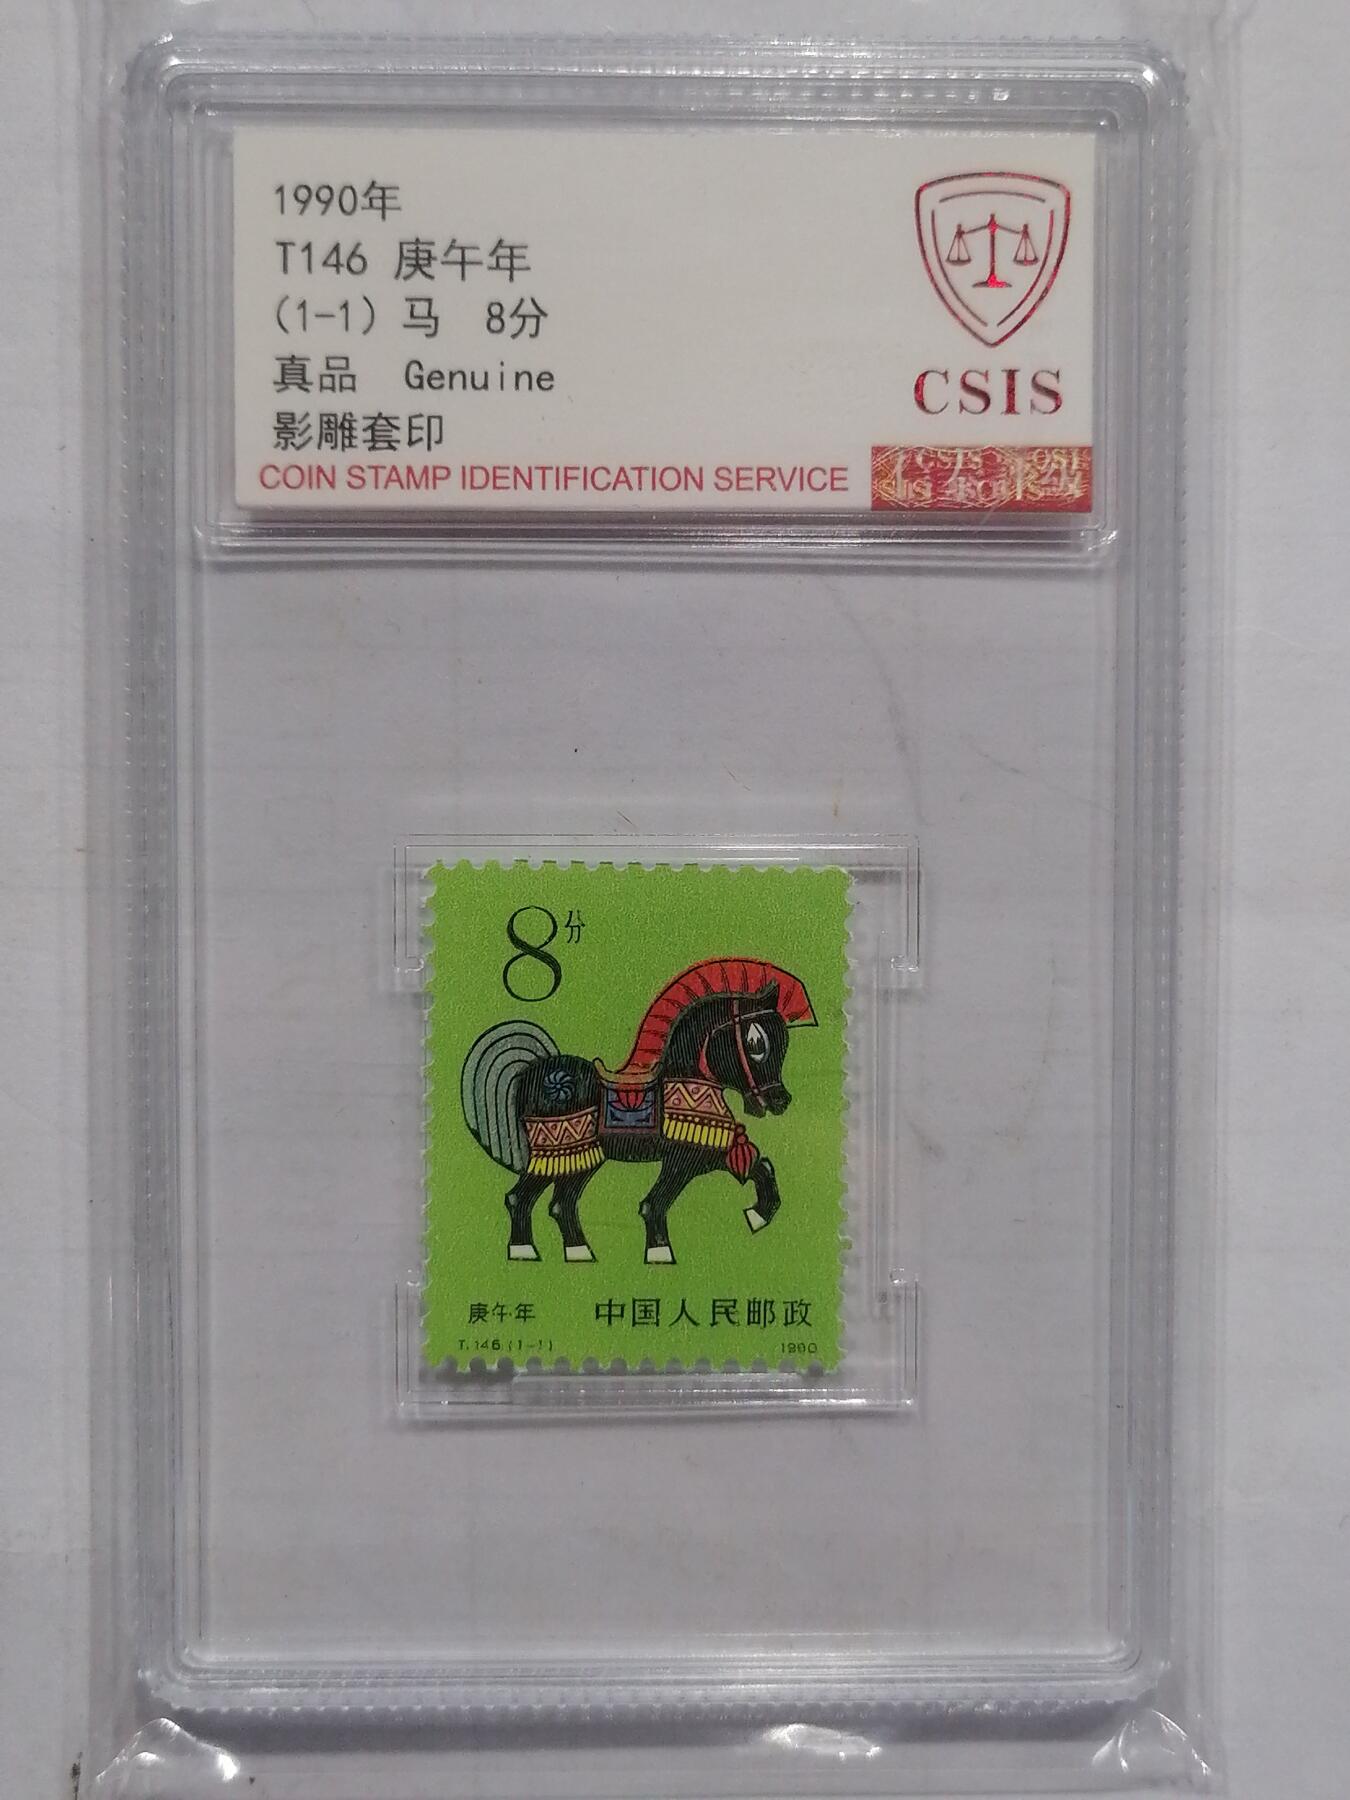 1990年
T146 庚午年
(1-1) 马 8分
真品 Genuine
影雕套印
COIN STAMP IDENTIFICATION SERVICE
CSIS
8分
庚午年 中国人民邮政
T.146.(1-1) 1990